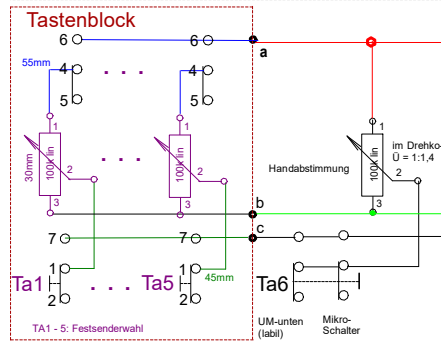 Tastenblock
6 6 a
55mm 4 4
. . .
5 5
1 1 1
30mm 100k lin 2 . . . 100k lin 2 Handabstimmung 100k lin 2 im Drehko-
Ü = 1:1,4
3 3 3
b
7 7 c
1 1
Ta1 . . . Ta5 45mm Ta6
2 2
TA1 - 5: Festsenderwahl
UM-unten
(labil)
Mikro-
Schalter